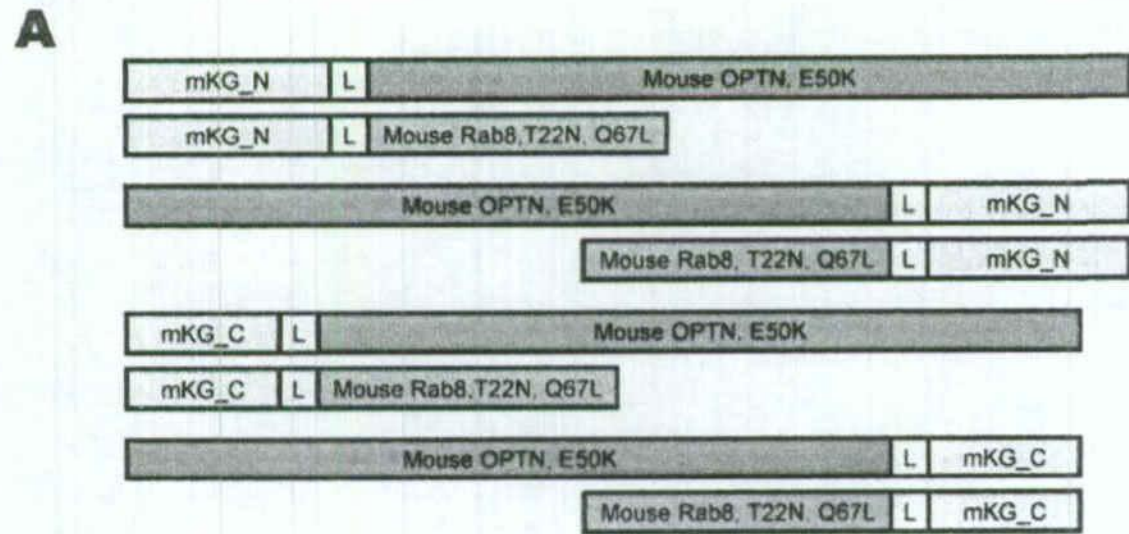 A
mKG_N L Mouse OPTN, E50K
mKG_N L Mouse Rab8,T22N, Q67L
Mouse OPTN, E50K L mKG_N
Mouse Rab8, T22N, Q67L L mKG_N
mKG_C L Mouse OPTN. E50K
mKG_C L Mouse Rab8,T22N, Q67L
Mouse OPTN, E50K L mKG_C
Mouse Rab8, T22N, Q67L L mKG_C